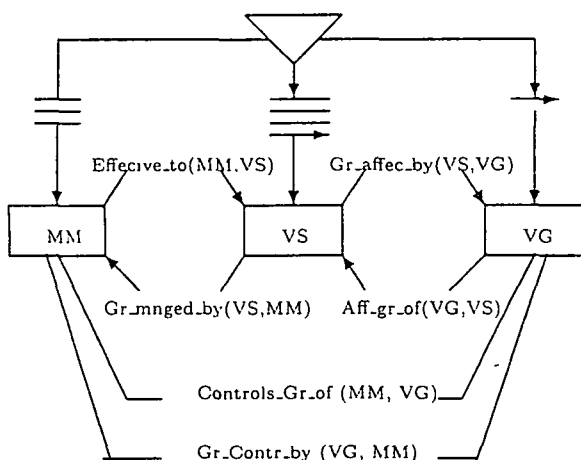 Effecive_to(MM,VS) Gr_affec_by(VS,VG)
MM VS VG
Gr_mnged_by(VS,MM) Aff_gr_of(VG,VS)
Controls_Gr_of (MM, VG)
Gr_Contr_by (VG, MM)